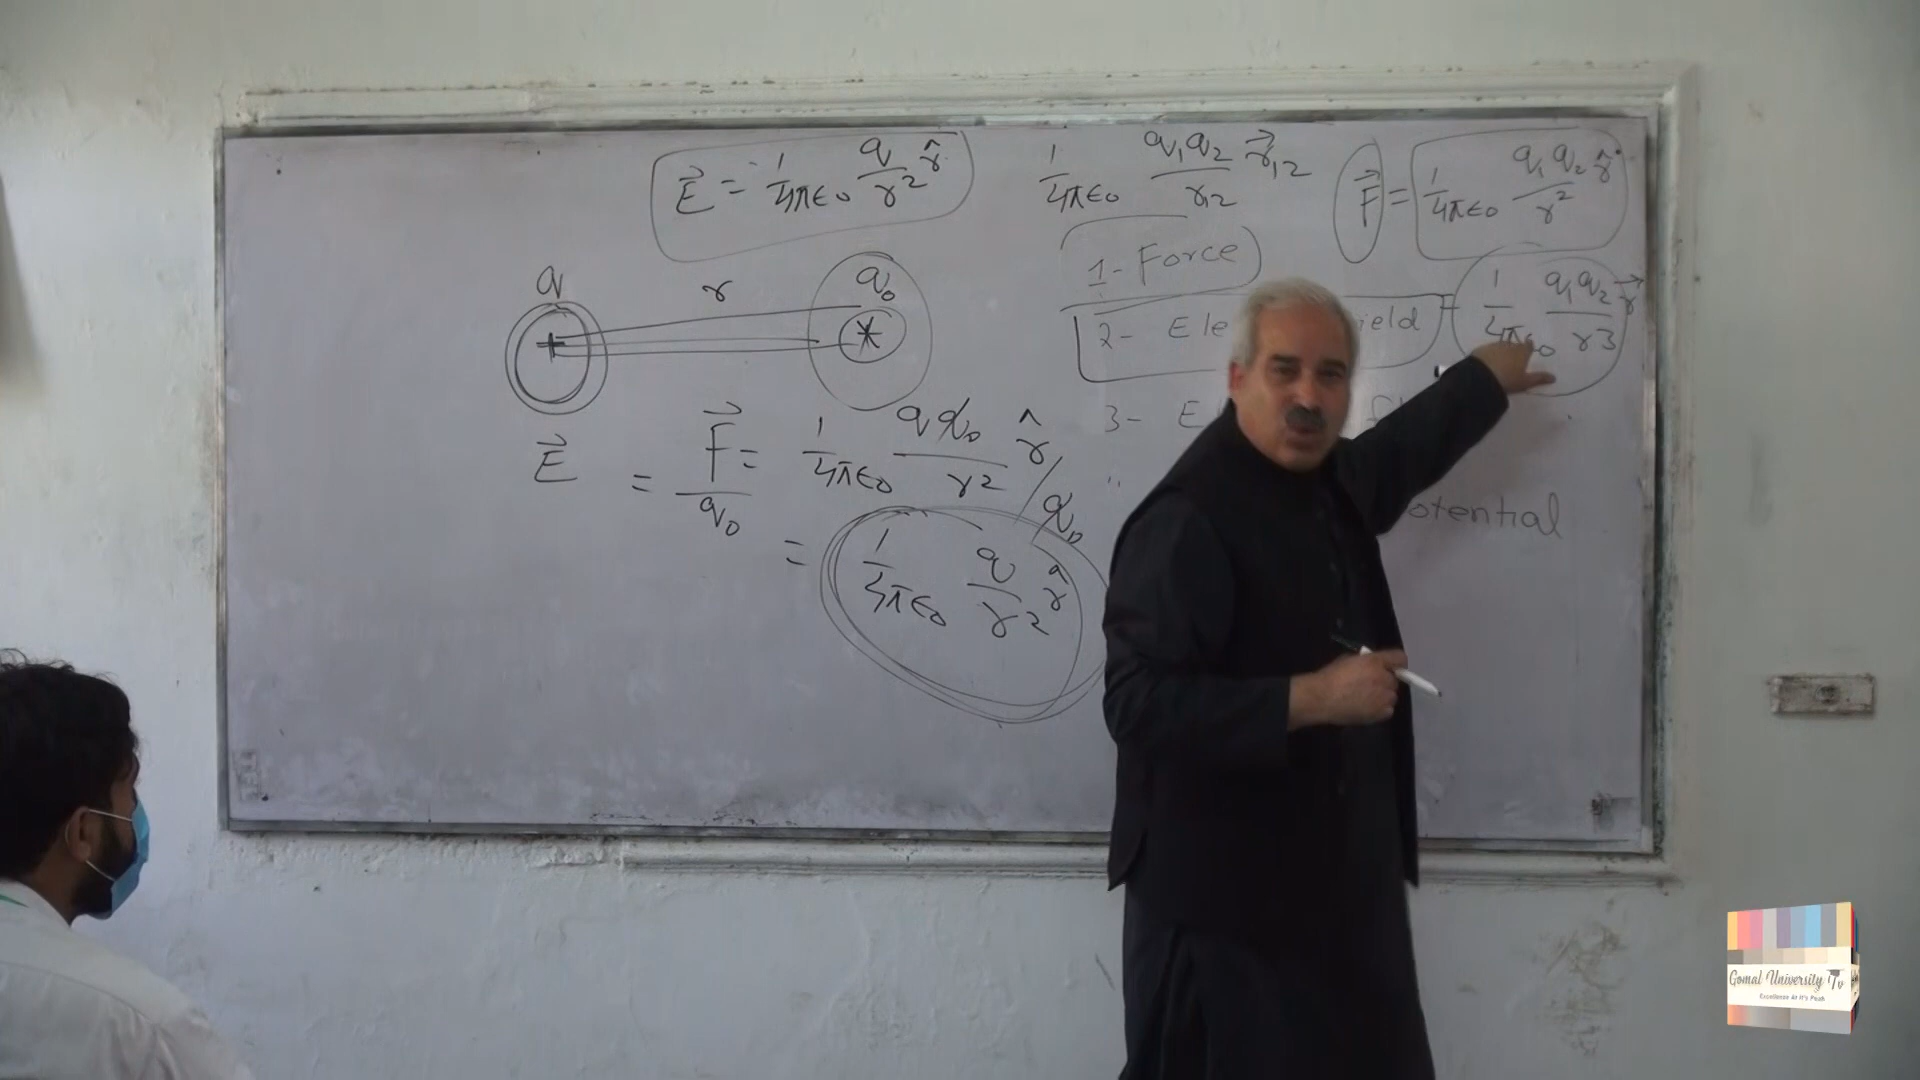 E⃗ = 1/4πϵ₀ q/r² r̂
1/4πϵ₀ q₁q₂/r₁₂ r⃗₁₂
F⃗ = 1/4πϵ₀ q₁q₂/r² r̂
1- Force
= 1/4πϵ₀ q₁q₂/r3 r⃗
q r q₀
+
2- Ele ield
3- E
E⃗ = F⃗/q₀ = 1/4πϵ₀ qq₀/r² r̂ / q₀
otential
= 1/4πϵ₀ q/r² r̂
Gomal University Tv
Excellence At It's Peak